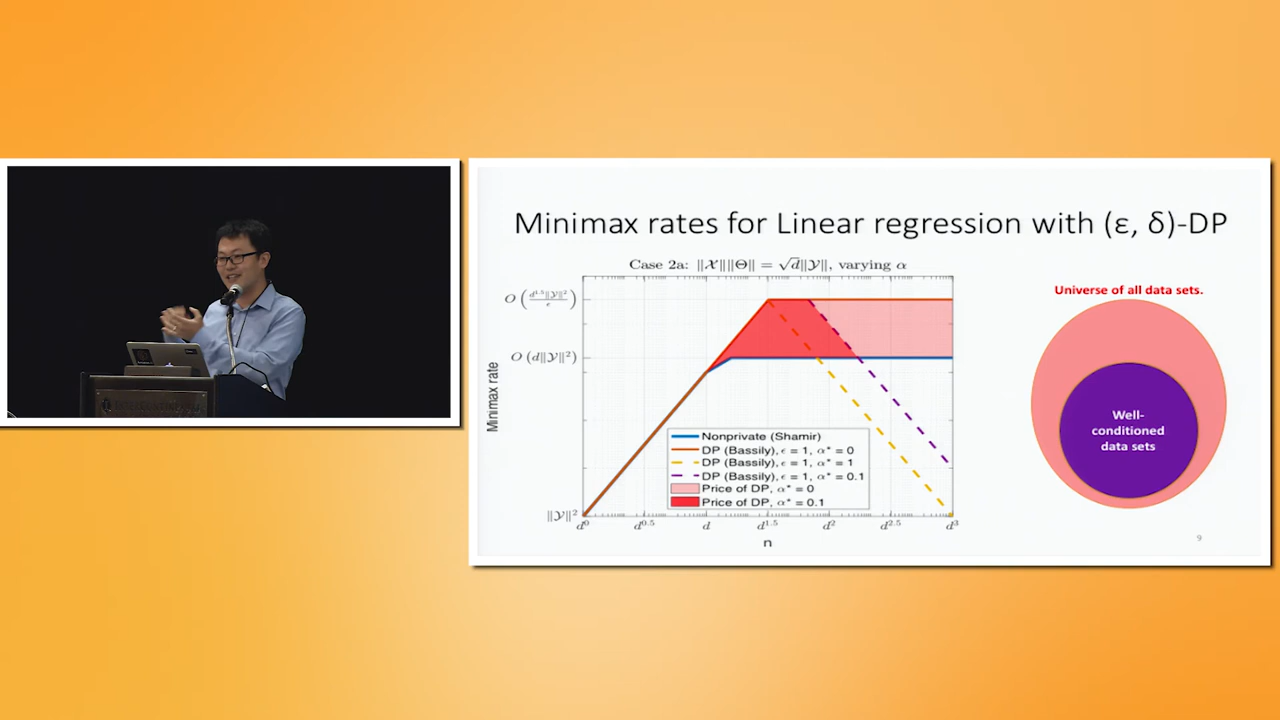 Minimax rates for Linear regression with (ε, δ)-DP
Case 2a: ‖𝒳‖‖Θ‖ = √d‖𝒴‖, varying α
Universe of all data sets.
O (d^1.5‖𝒴‖²/ϵ)
O (d‖𝒴‖²)
Minimax rate
Well-
conditioned
data sets
Nonprivate (Shamir)
DP (Bassily), ϵ = 1, α* = 0
DP (Bassily), ϵ = 1, α* = 1
DP (Bassily), ϵ = 1, α* = 0.1
Price of DP, α* = 0
Price of DP, α* = 0.1
‖𝒴‖²
d^0 d^0.5 d d^1.5 d^2 d^2.5 d^3
n
9